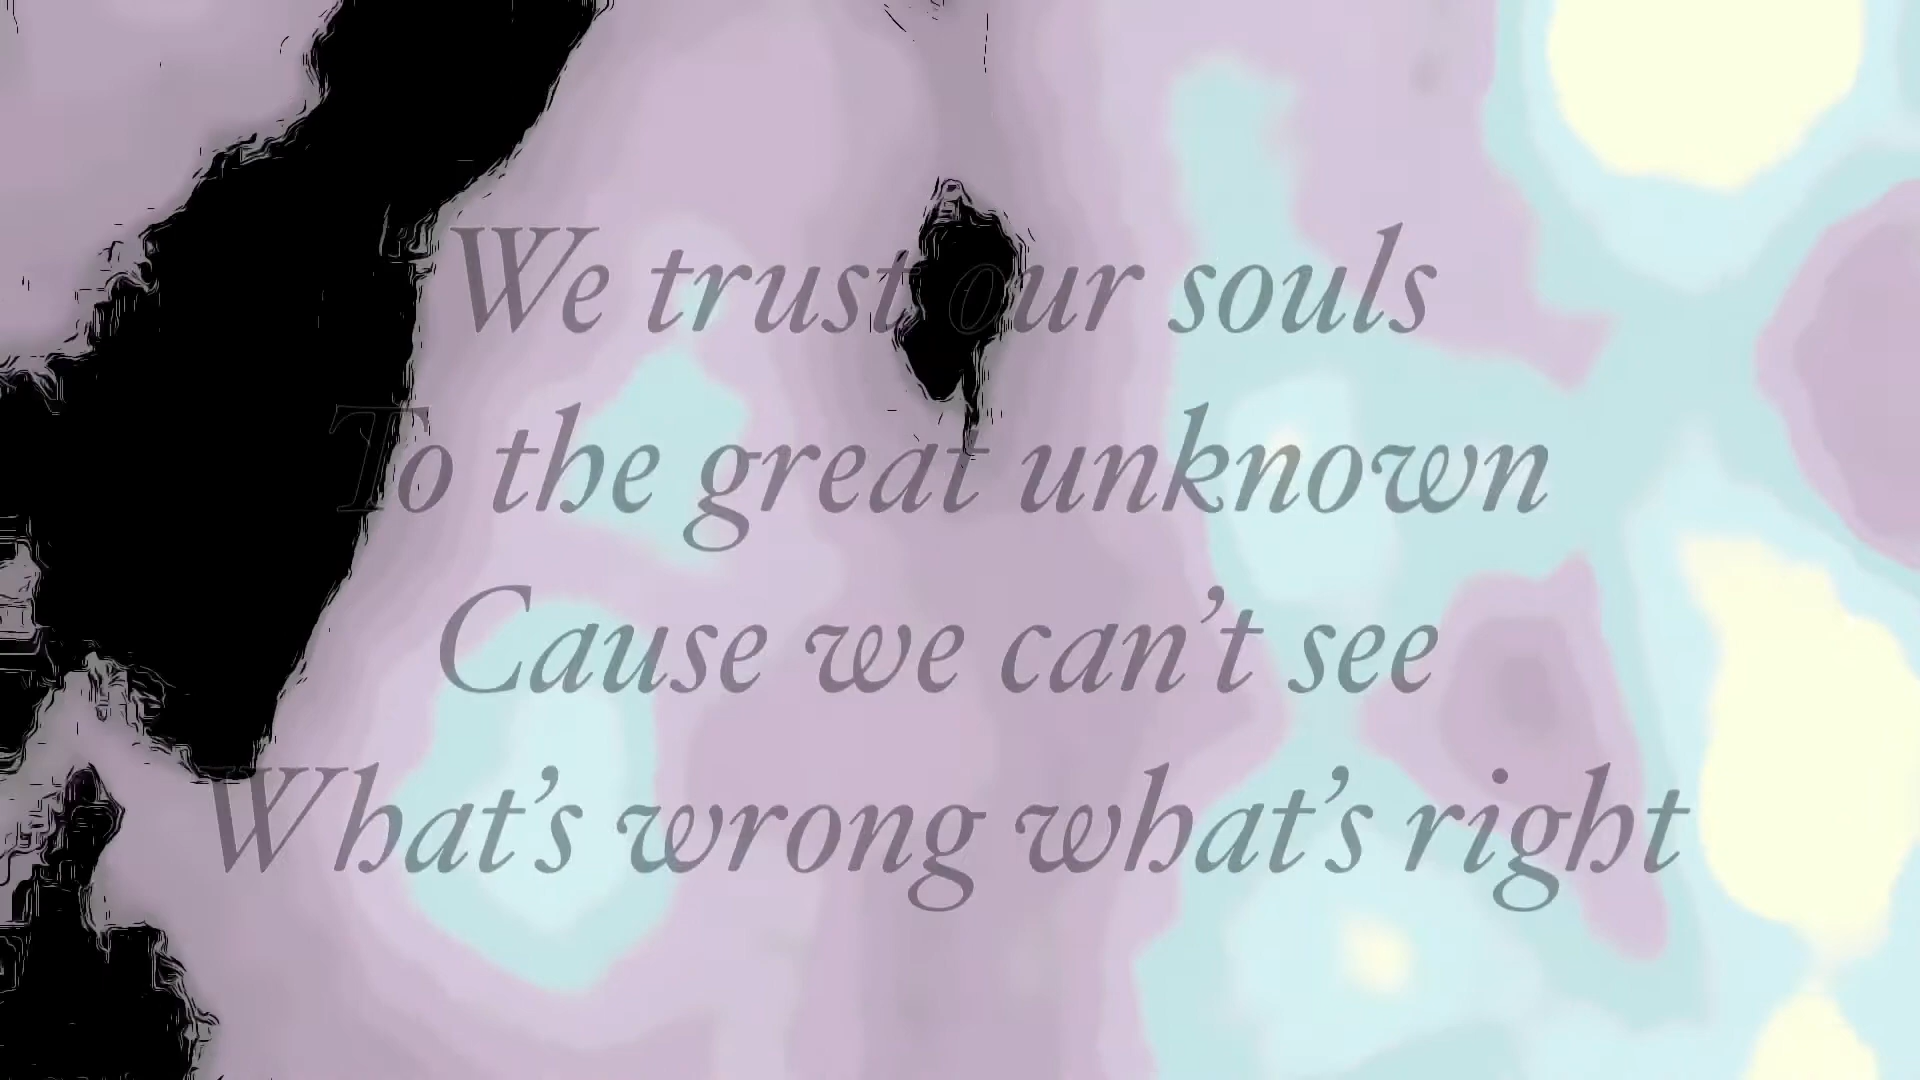 We trust our souls
To the great unknown
Cause we can’t see
What’s wrong what’s right